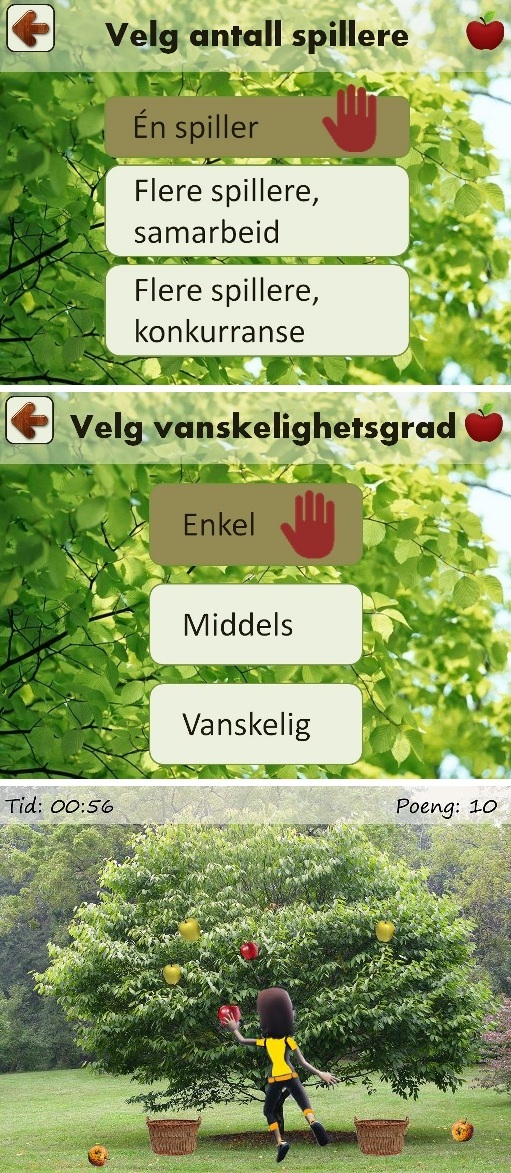 Velg antall spillere
Én spiller
Flere spillere,
samarbeid
Flere spillere,
konkurranse
Velg vanskelighetsgrad
Enkel
Middels
Vanskelig
Tid: 00:56 Poeng: 10